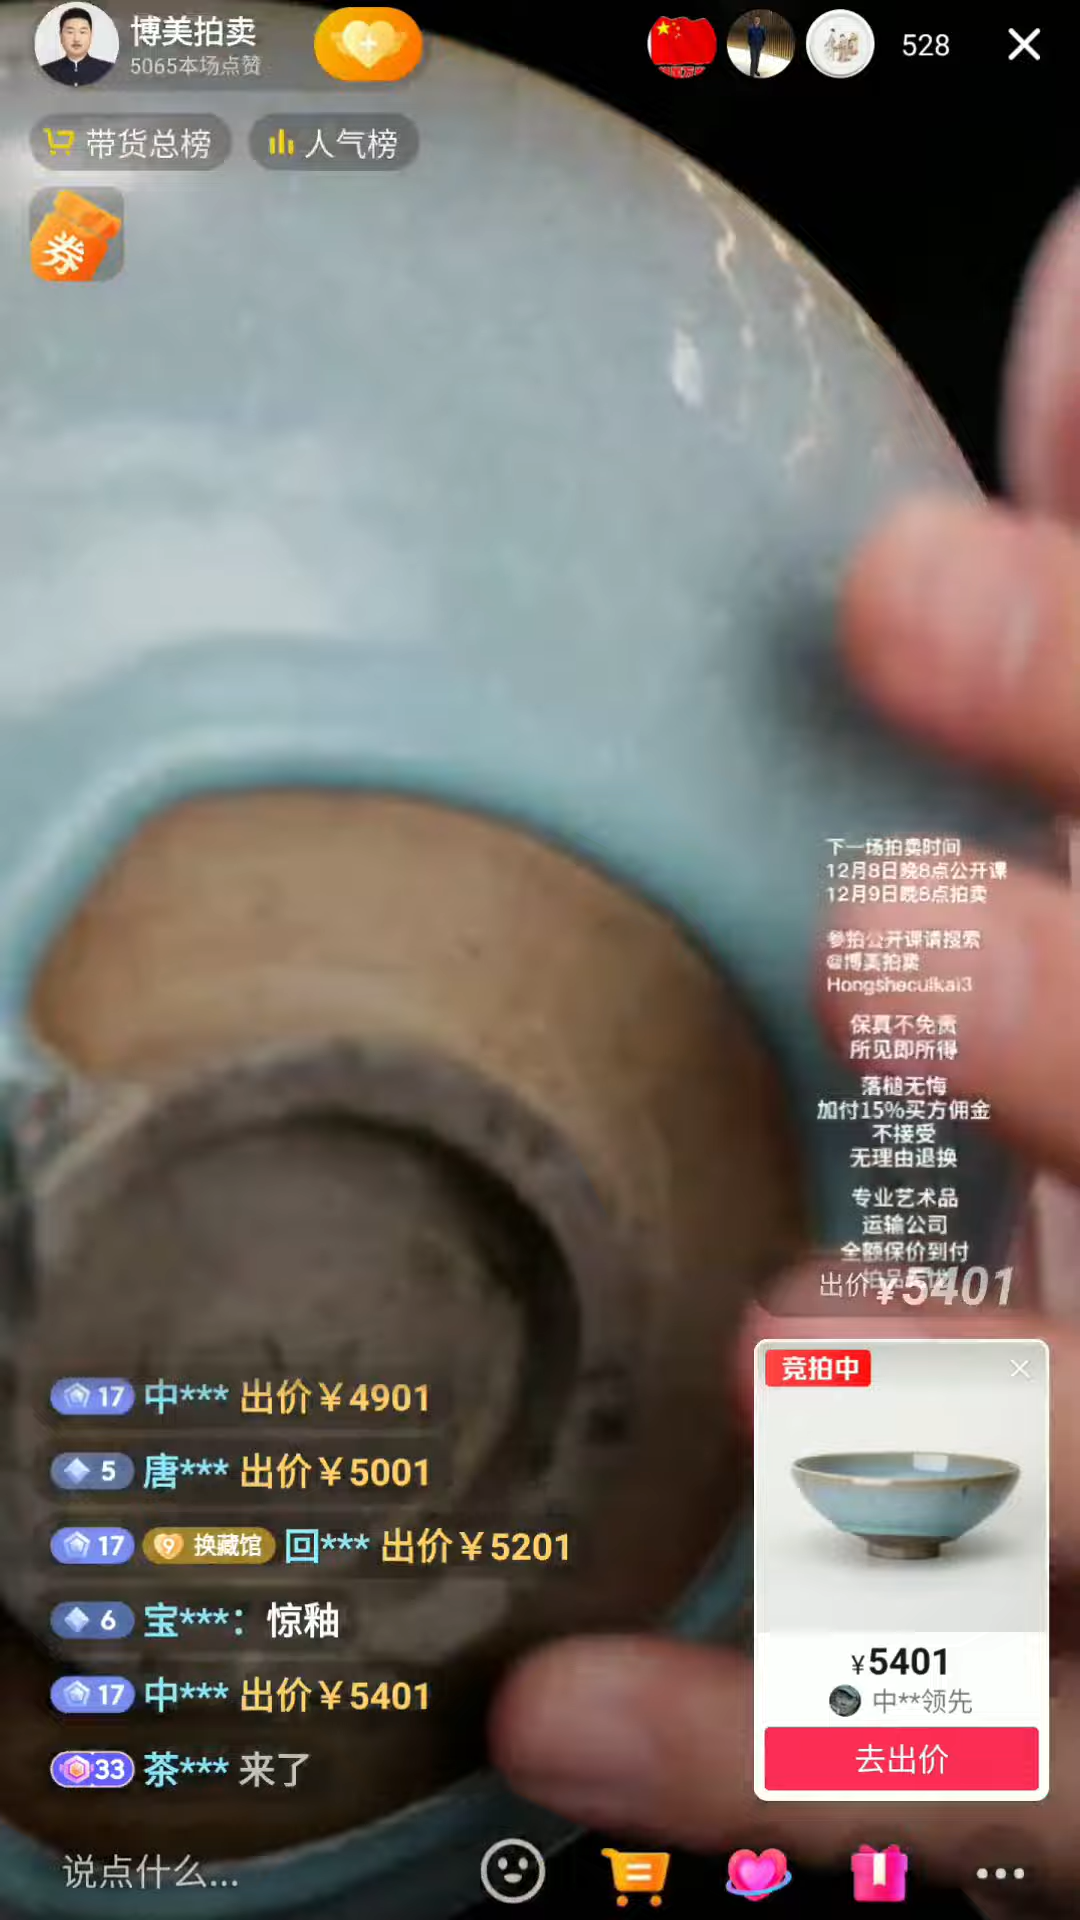 博美拍卖
5065本场点赞
528
带货总榜
人气榜
券
下一场拍卖时间
12月8日晚8点公开课
12月9日晚8点拍卖
参拍公开课请搜索
@博美拍卖
Hongshecuikai3
保真不免责
所见即所得
落槌无悔
加付15%买方佣金
不接受
无理由退换
专业艺术品
运输公司
全额保价到付
出价 ¥5401
17 中*** 出价¥4901
5 唐*** 出价¥5001
17 9 换藏馆 回*** 出价¥5201
6 宝***: 惊釉
17 中*** 出价¥5401
33 茶*** 来了
竞拍中
¥5401
中**领先
去出价
说点什么...